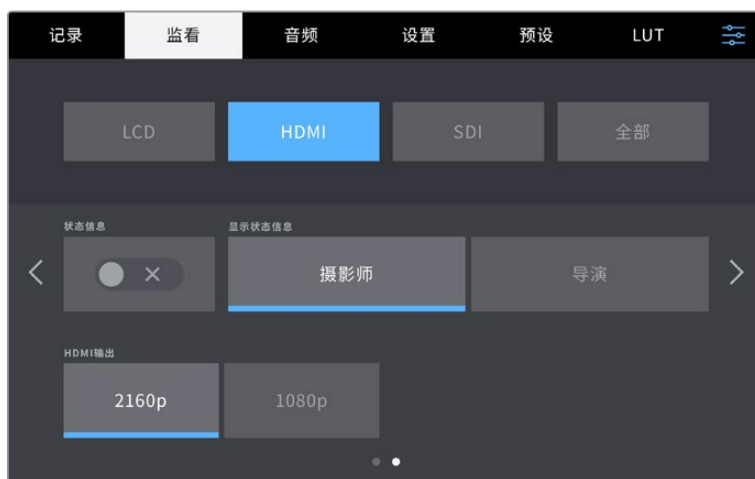 记录 监看 音频 设置 预设 LUT
LCD HDMI SDI 全部
状态信息 显示状态信息
摄影师 导演
HDMI输出
2160p 1080p